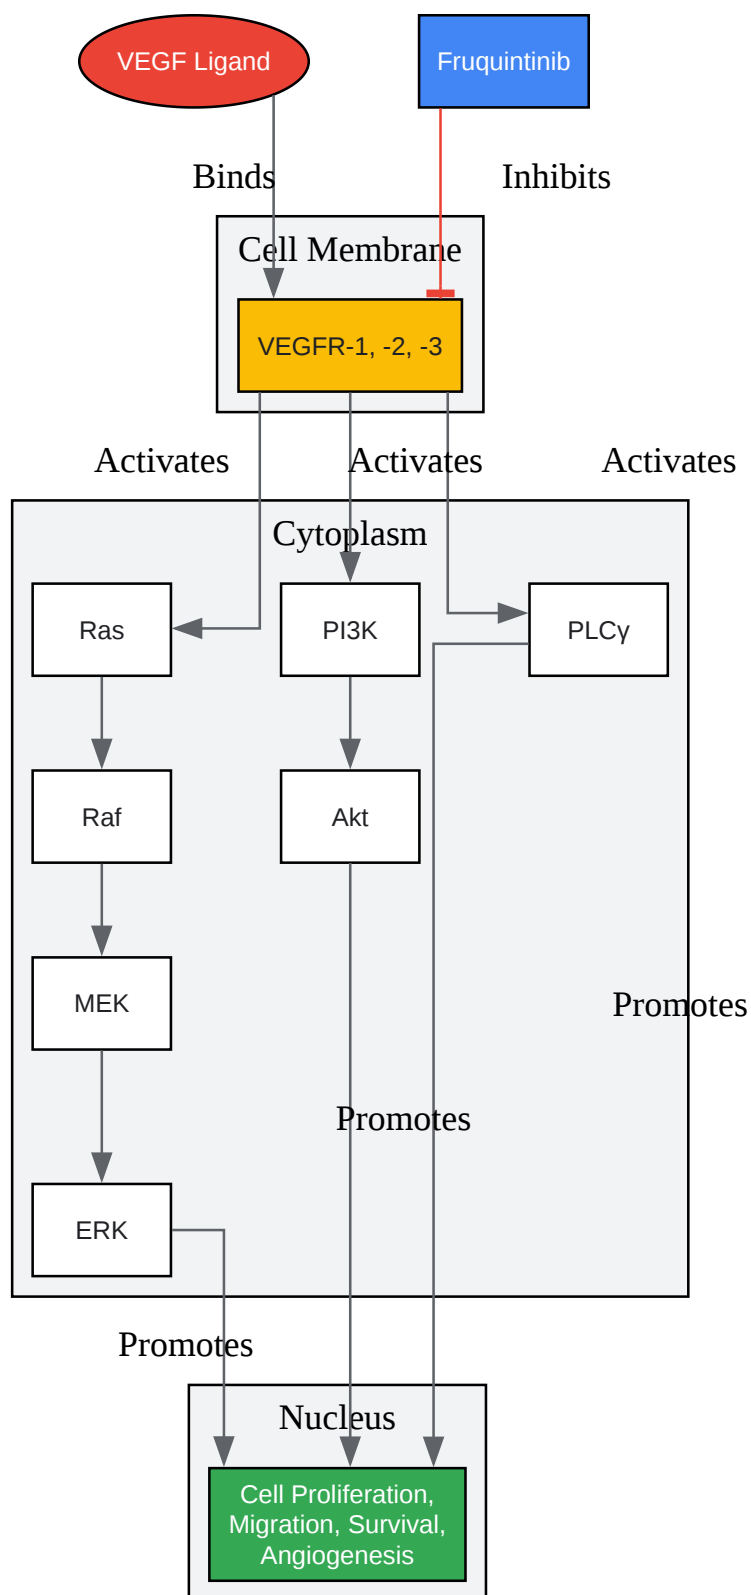 VEGF Ligand
Fruquintinib
Binds
Inhibits
Cell Membrane
VEGFR-1, -2, -3
Activates
Activates
Activates
Cytoplasm
Ras
PI3K
PLCγ
Raf
Akt
MEK
Promotes
Promotes
ERK
Promotes
Nucleus
Cell Proliferation,
Migration, Survival,
Angiogenesis